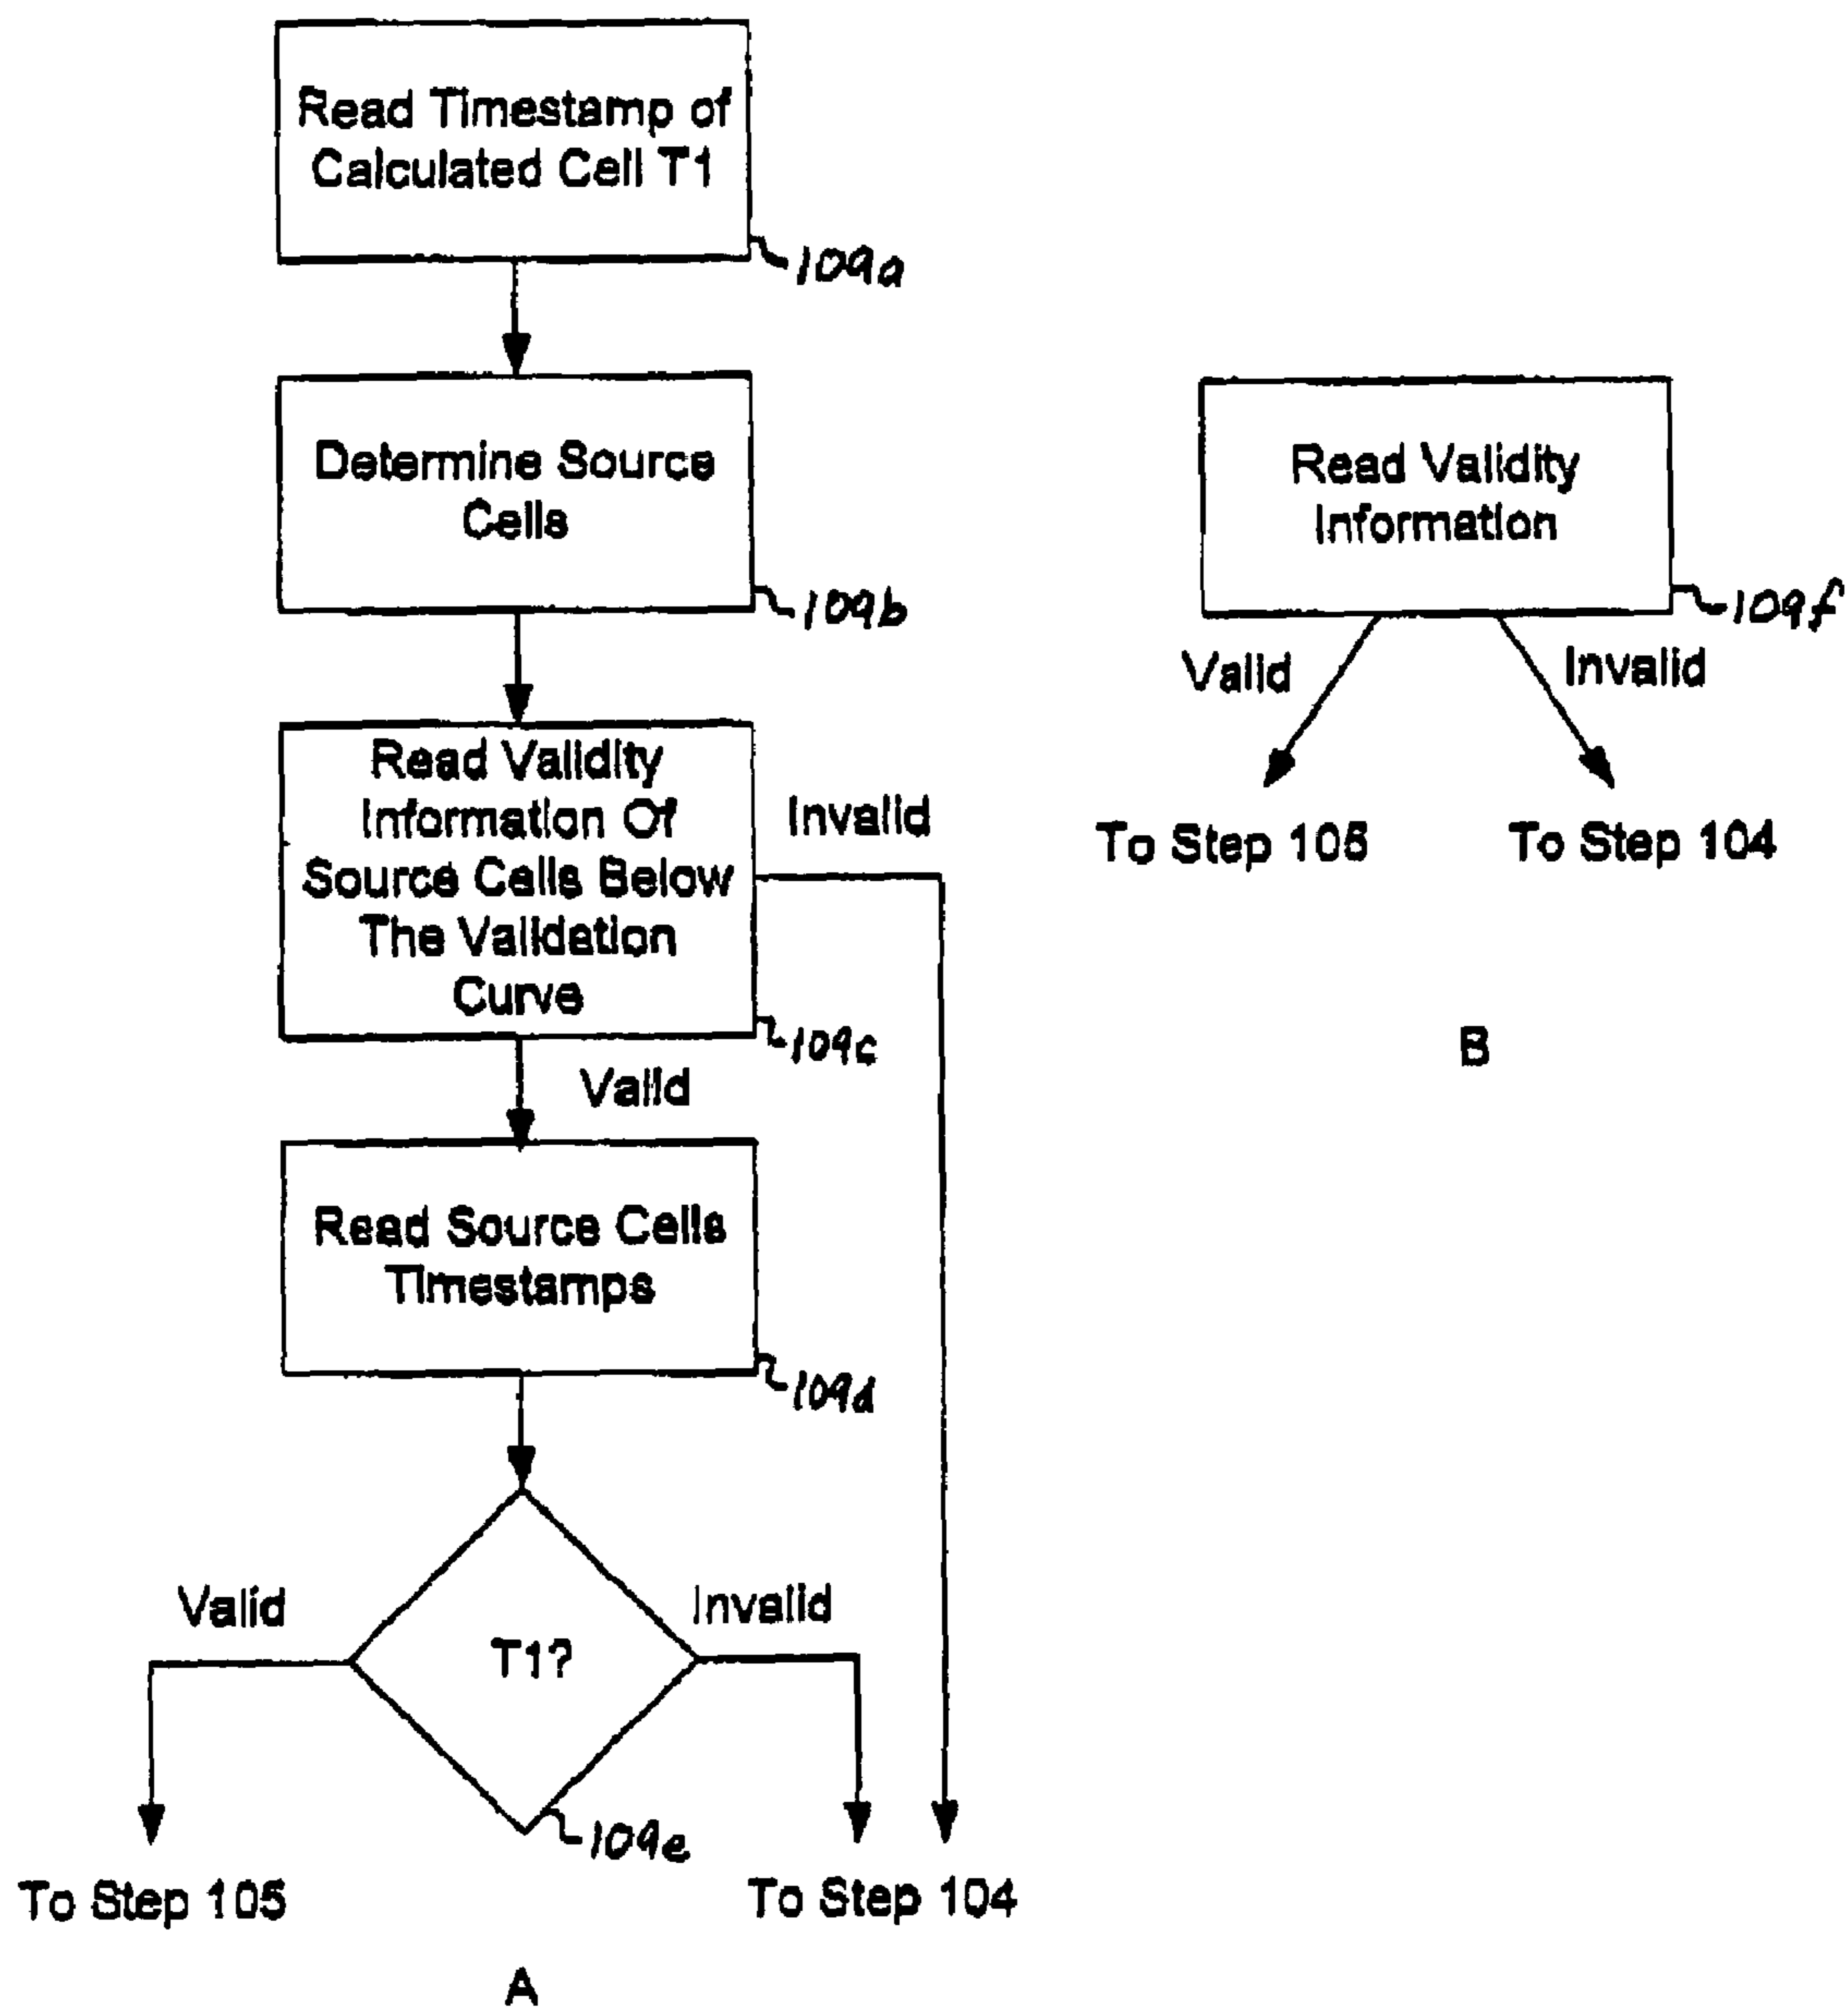 Read Timestamp of
Calculated Cell T1
109a
Determine Source
Cells
109b
Read Validity
Information Of
Source Cells Below
The Validation
Curve
109c
Invalid
Valid
Read Source Cells
Timestamps
109d
T1?
Valid
Invalid
109e
To Step 105
To Step 104
A
Read Validity
Information
109f
Valid
Invalid
To Step 105
To Step 104
B